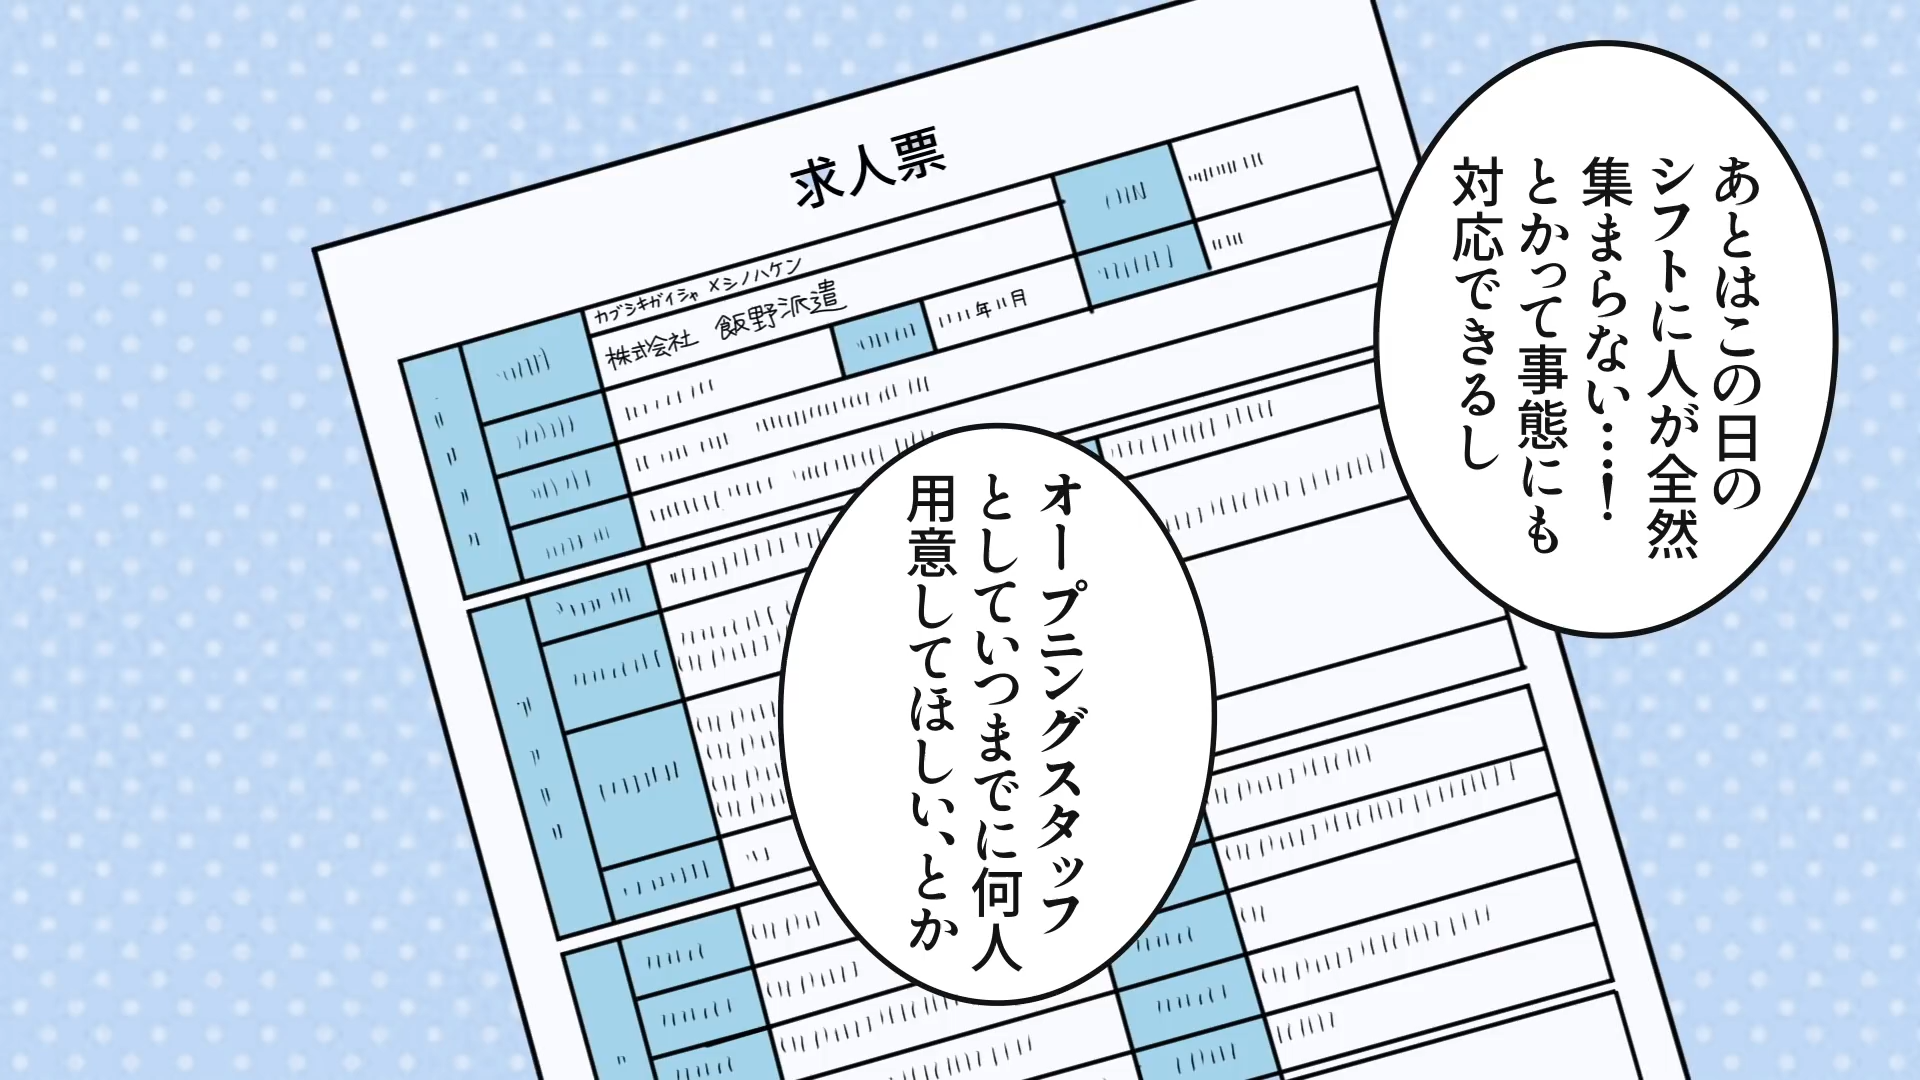 あとはこの日の
シフトに人が全然
集まらない……！
とかって事態にも
対応できるし
オープニングスタッフ
としていつまでに何人
用意してほしい、とか
求人票
カブシキガイシャ メシノハケン
株式会社 飯野派遣
年 月